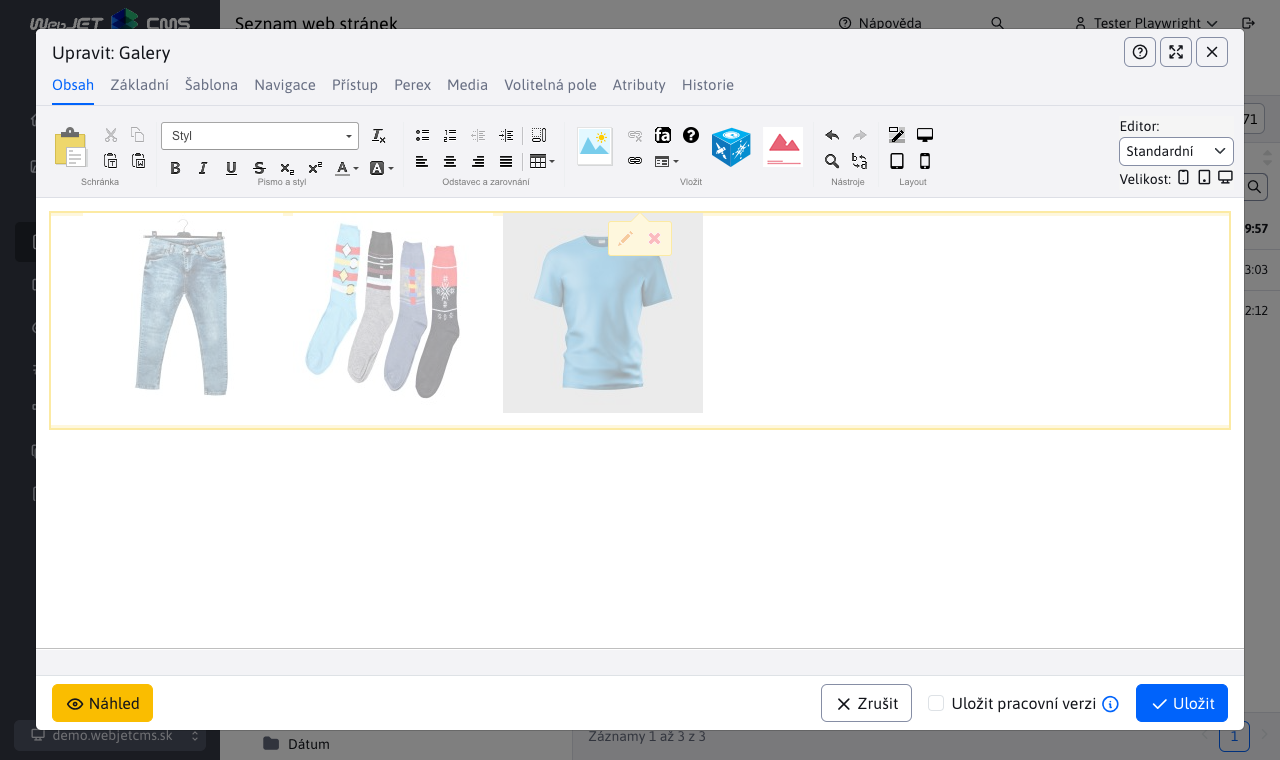 WebJET CMS
Seznam web stránek
Nápověda
Tester Playwright
Upravit: Galery
Obsah Základní Šablona Navigace Přístup Perex Media Volitelná pole Atributy Historie
Styl
B I U S x₂ x² A A
Schránka
Písmo a styl
Odstavec a zarovnání
Vložit
Nástroje
Layout
Editor:
Standardní
Velikost:
71
9:57
3:03
2:12
Náhled
Zrušit
Uložit pracovní verzi
Uložit
demo.webjetcms.sk
Dátum
Záznamy 1 až 3 z 3
1